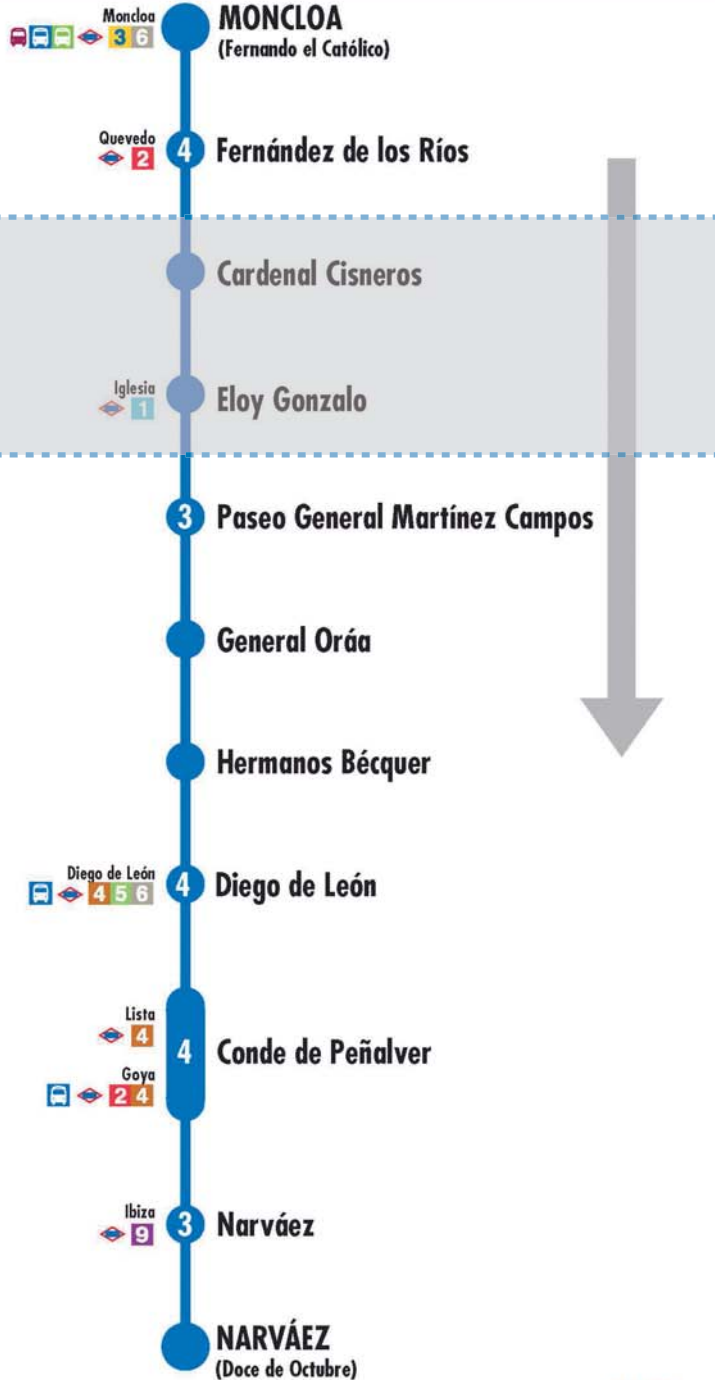 Moncloa
3 6
MONCLOA
(Fernando el Católico)
Quevedo
2
4
Fernández de los Ríos
Cardenal Cisneros
Iglesia
1
Eloy Gonzalo
3
Paseo General Martínez Campos
General Oráa
Hermanos Bécquer
Diego de León
4 5 6
4
Diego de León
Lista
4
Goya
2 4
4
Conde de Peñalver
Ibiza
9
3
Narváez
NARVÁEZ
(Doce de Octubre)